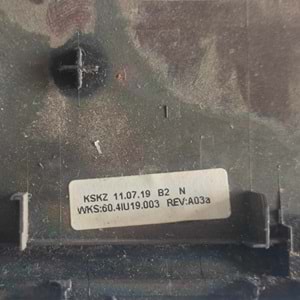 KSKZ 11.07.19 B2 N
WKS:60.4IU19.003 REV:A03a